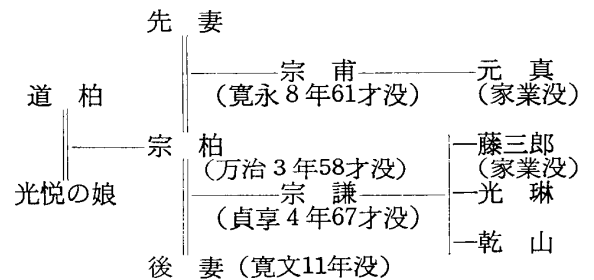 先妻
宗甫 元真
(寛永8年61才没) (家業没)
道柏
宗柏 藤三郎
(万治3年58才没) (家業没)
光悦の娘 宗謙 光琳
(貞享4年67才没)
乾山
後妻(寛文11年没)